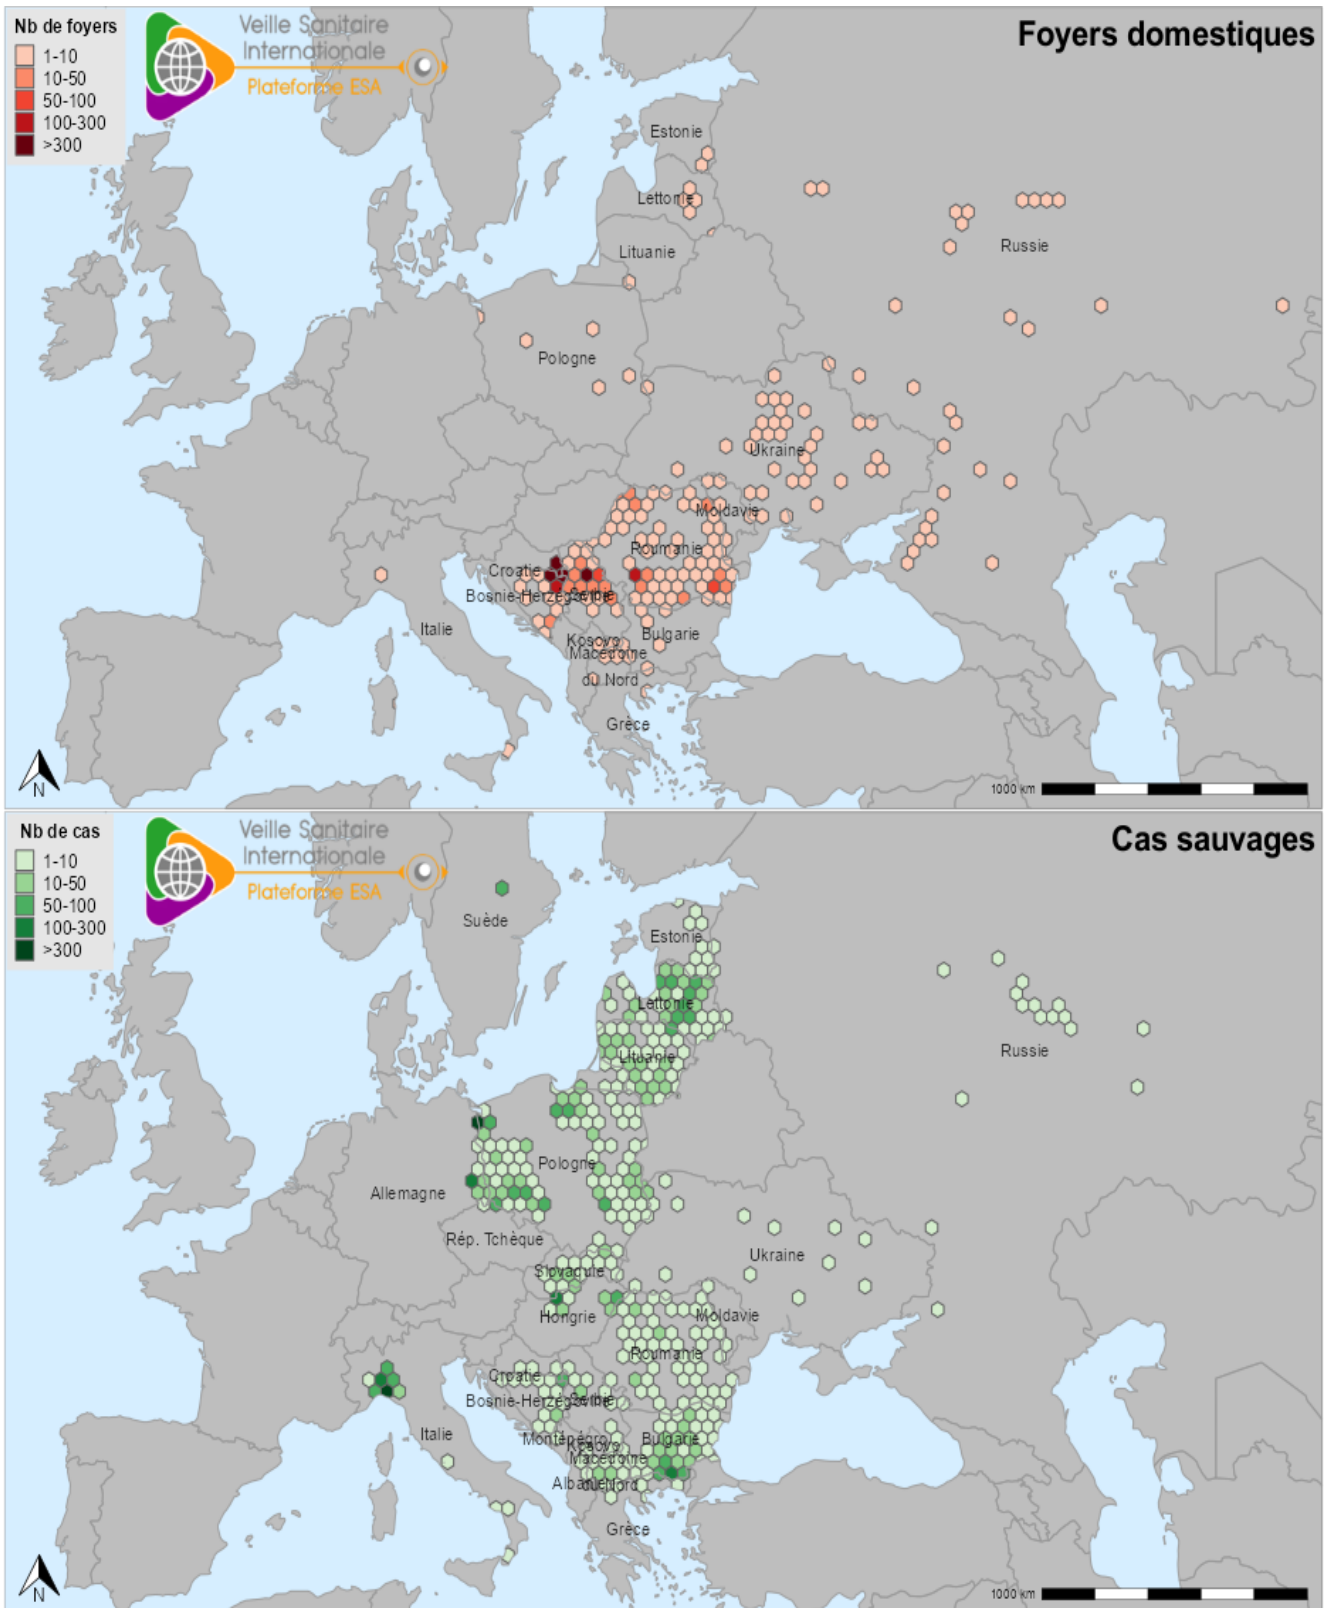 Nb de foyers
1-10
10-50
50-100
100-300
>300
Veille Sanitaire
Internationale
Plateforme ESA
Foyers domestiques
Estonie
Lettonie
Russie
Lituanie
Pologne
Ukraine
Moldavie
Roumanie
Croatie
Bosnie-Herzégovine
Serbie
Italie
Bulgarie
Kosovo
Macédoine
du Nord
Grèce
N
1000 km
Nb de cas
1-10
10-50
50-100
100-300
>300
Veille Sanitaire
Internationale
Plateforme ESA
Cas sauvages
Suède
Estonie
Lettonie
Russie
Lituanie
Pologne
Allemagne
Rép. Tchèque
Ukraine
Slovaquie
Hongrie
Moldavie
Roumanie
Croatie
Bosnie-Herzégovine
Serbie
Italie
Monténégro
Bulgarie
Kosovo
Macédoine
du Nord
Albanie
Grèce
N
1000 km